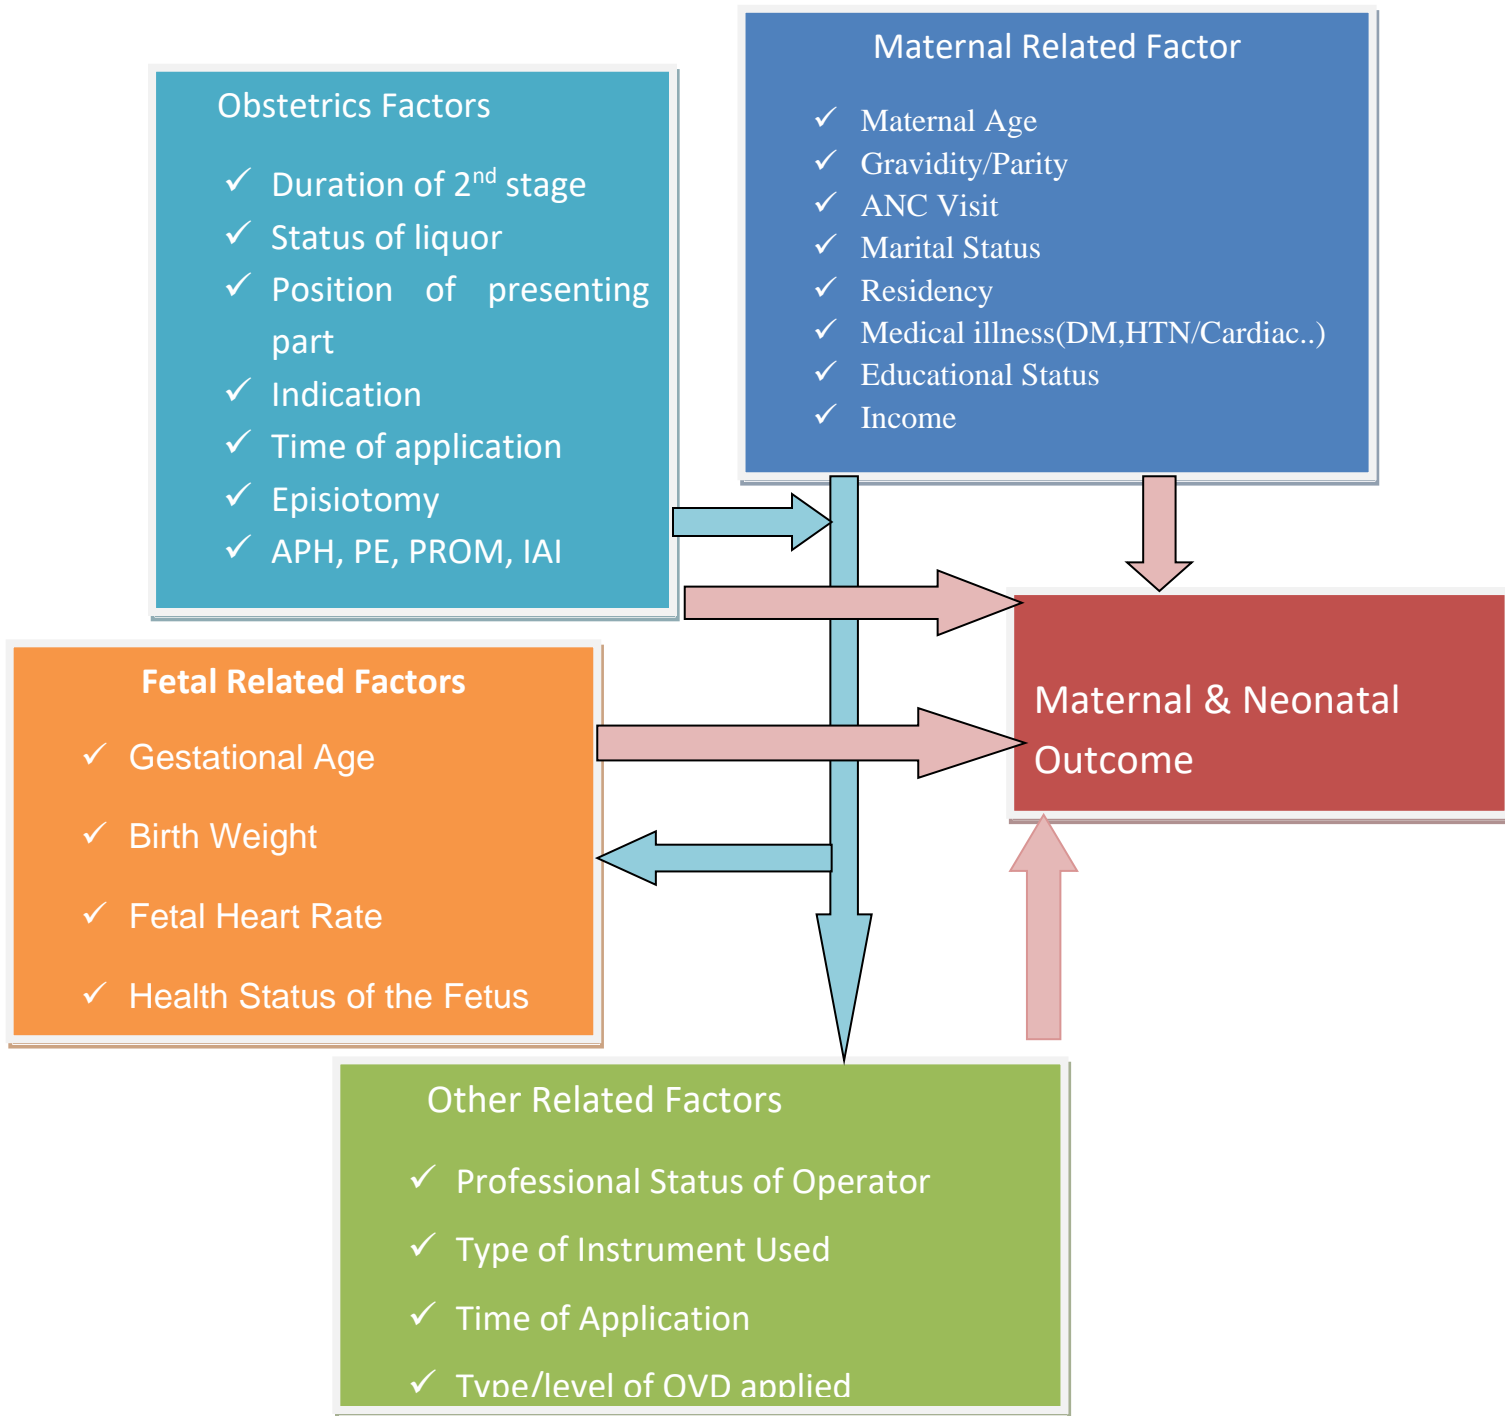 Maternal Related Factor
Maternal Age
Gravidity/Parity
ANC Visit
Marital Status
Residency
Medical illness(DM,HTN/Cardiac..)
Educational Status
Income
Obstetrics Factors
Duration of 2nd stage
Status of liquor
Position of presenting
part
Indication
Time of application
Episiotomy
APH, PE, PROM, IAI
Fetal Related Factors
Gestational Age
Birth Weight
Fetal Heart Rate
Health Status of the Fetus
Maternal & Neonatal
Outcome
Other Related Factors
Professional Status of Operator
Type of Instrument Used
Time of Application
Type/level of OVD applied